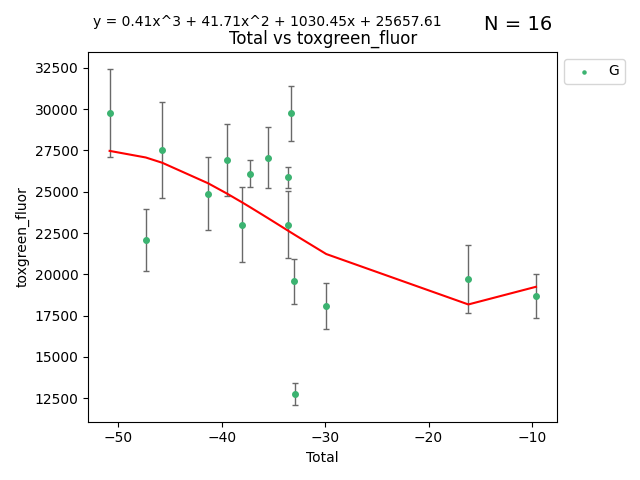 y = 0.41x^3 + 41.71x^2 + 1030.45x + 25657.61
N = 16
Total vs toxgreen_fluor
G
32500
30000
27500
25000
22500
20000
17500
15000
12500
toxgreen_fluor
−50
−40
−30
−20
−10
Total